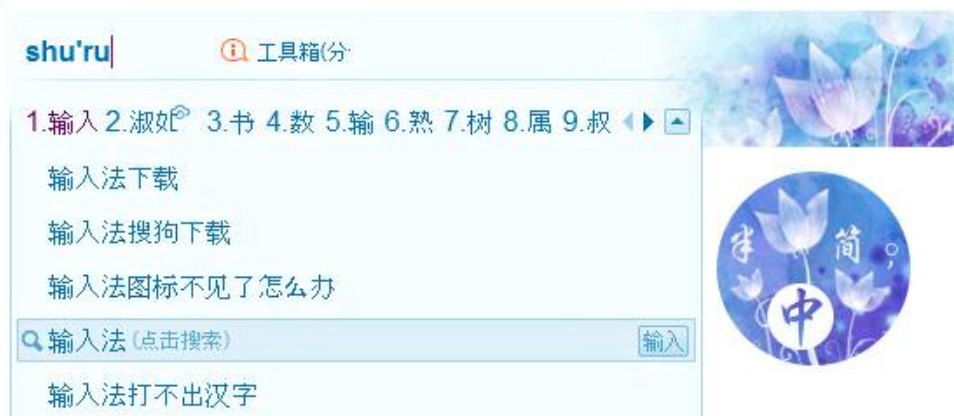 shu'ru
工具箱(分
1.输入 2.淑妃 3.书 4.数 5.输 6.熟 7.树 8.属 9.叔
输入法下载
输入法搜狗下载
输入法图标不见了怎么办
输入法 (点击搜索) 输入
输入法打不出汉字
半 简 。,
中